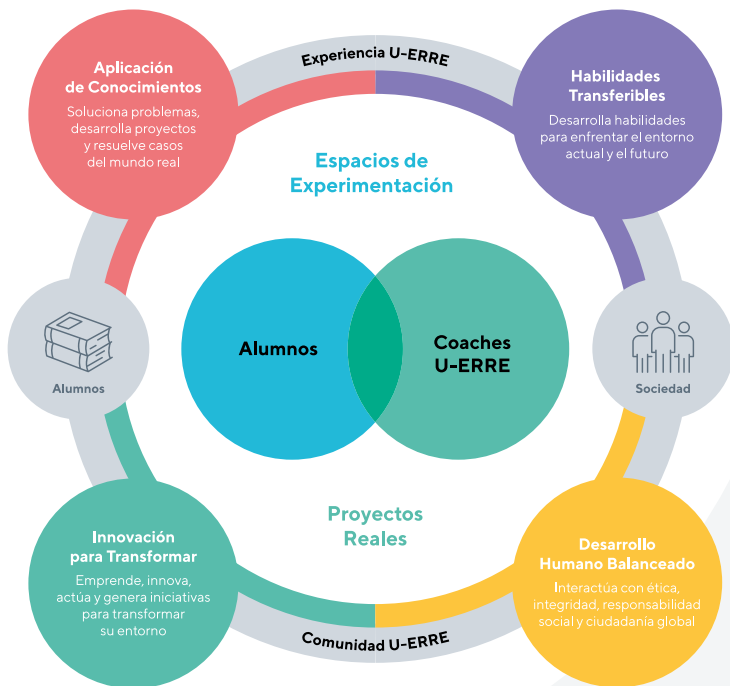 Experiencia U-ERRE
Aplicación
de Conocimientos
Soluciona problemas,
desarrolla proyectos
y resuelve casos
del mundo real
Habilidades
Transferibles
Desarrolla habilidades
para enfrentar el entorno
actual y el futuro
Espacios de
Experimentación
Alumnos
Coaches
U-ERRE
Alumnos
Sociedad
Proyectos
Reales
Innovación
para Transformar
Emprende, innova,
actúa y genera iniciativas
para transformar
su entorno
Desarrollo
Humano Balanceado
Interactúa con ética,
integridad, responsabilidad
social y ciudadanía global
Comunidad U-ERRE